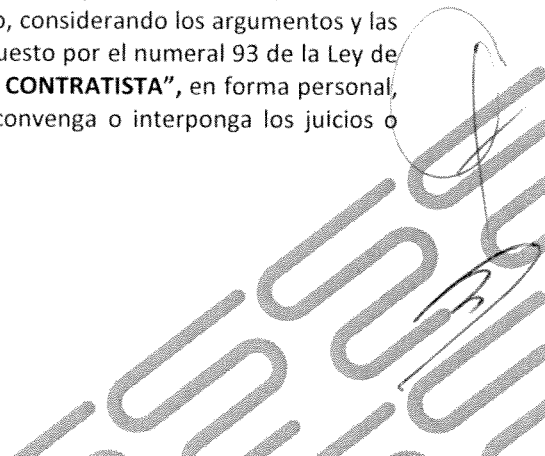 o, considerando los argumentos y las
uesto por el numeral 93 de la Ley de
CONTRATISTA”, en forma personal,
convenga o interponga los juicios o